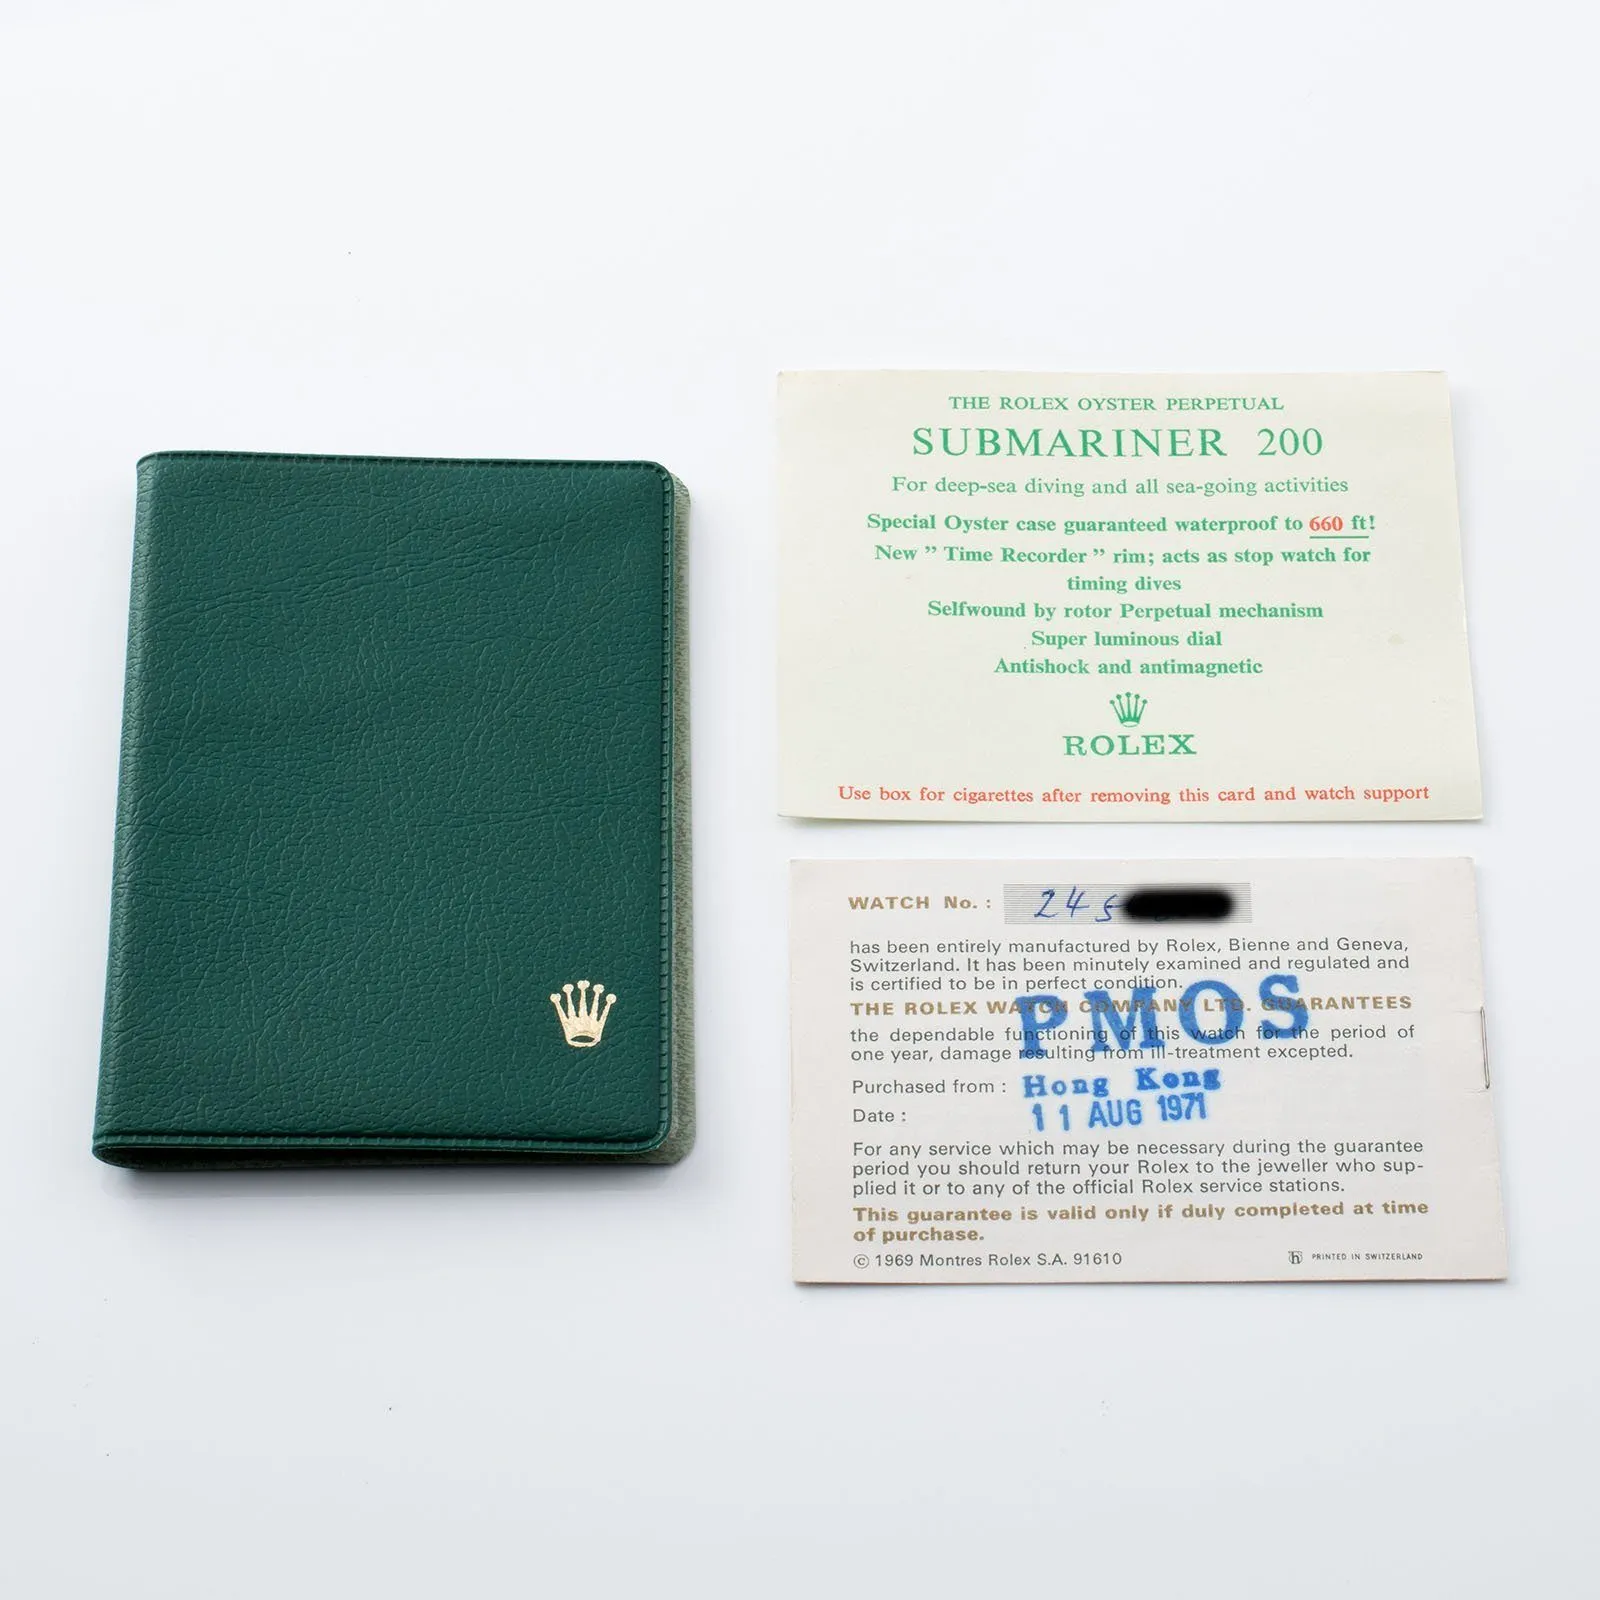 THE ROLEX OYSTER PERPETUAL
SUBMARINER 200
For deep-sea diving and all sea-going activities
Special Oyster case guaranteed waterproof to 660 ft!
New ” Time Recorder ” rim; acts as stop watch for
timing dives
Selfwound by rotor Perpetual mechanism
Super luminous dial
Antishock and antimagnetic
ROLEX
Use box for cigarettes after removing this card and watch support
WATCH No. : 245
has been entirely manufactured by Rolex, Bienne and Geneva,
Switzerland. It has been minutely examined and regulated and
is certified to be in perfect condition.
PMOS
THE ROLEX WATCH COMPANY LTD. GUARANTEES
the dependable functioning of this watch for the period of
one year, damage resulting from ill-treatment excepted.
Purchased from : Hong Kong
Date : 11 AUG 1971
For any service which may be necessary during the guarantee
period you should return your Rolex to the jeweller who sup-
plied it or to any of the official Rolex service stations.
This guarantee is valid only if duly completed at time
of purchase.
© 1969 Montres Rolex S.A. 91610
PRINTED IN SWITZERLAND